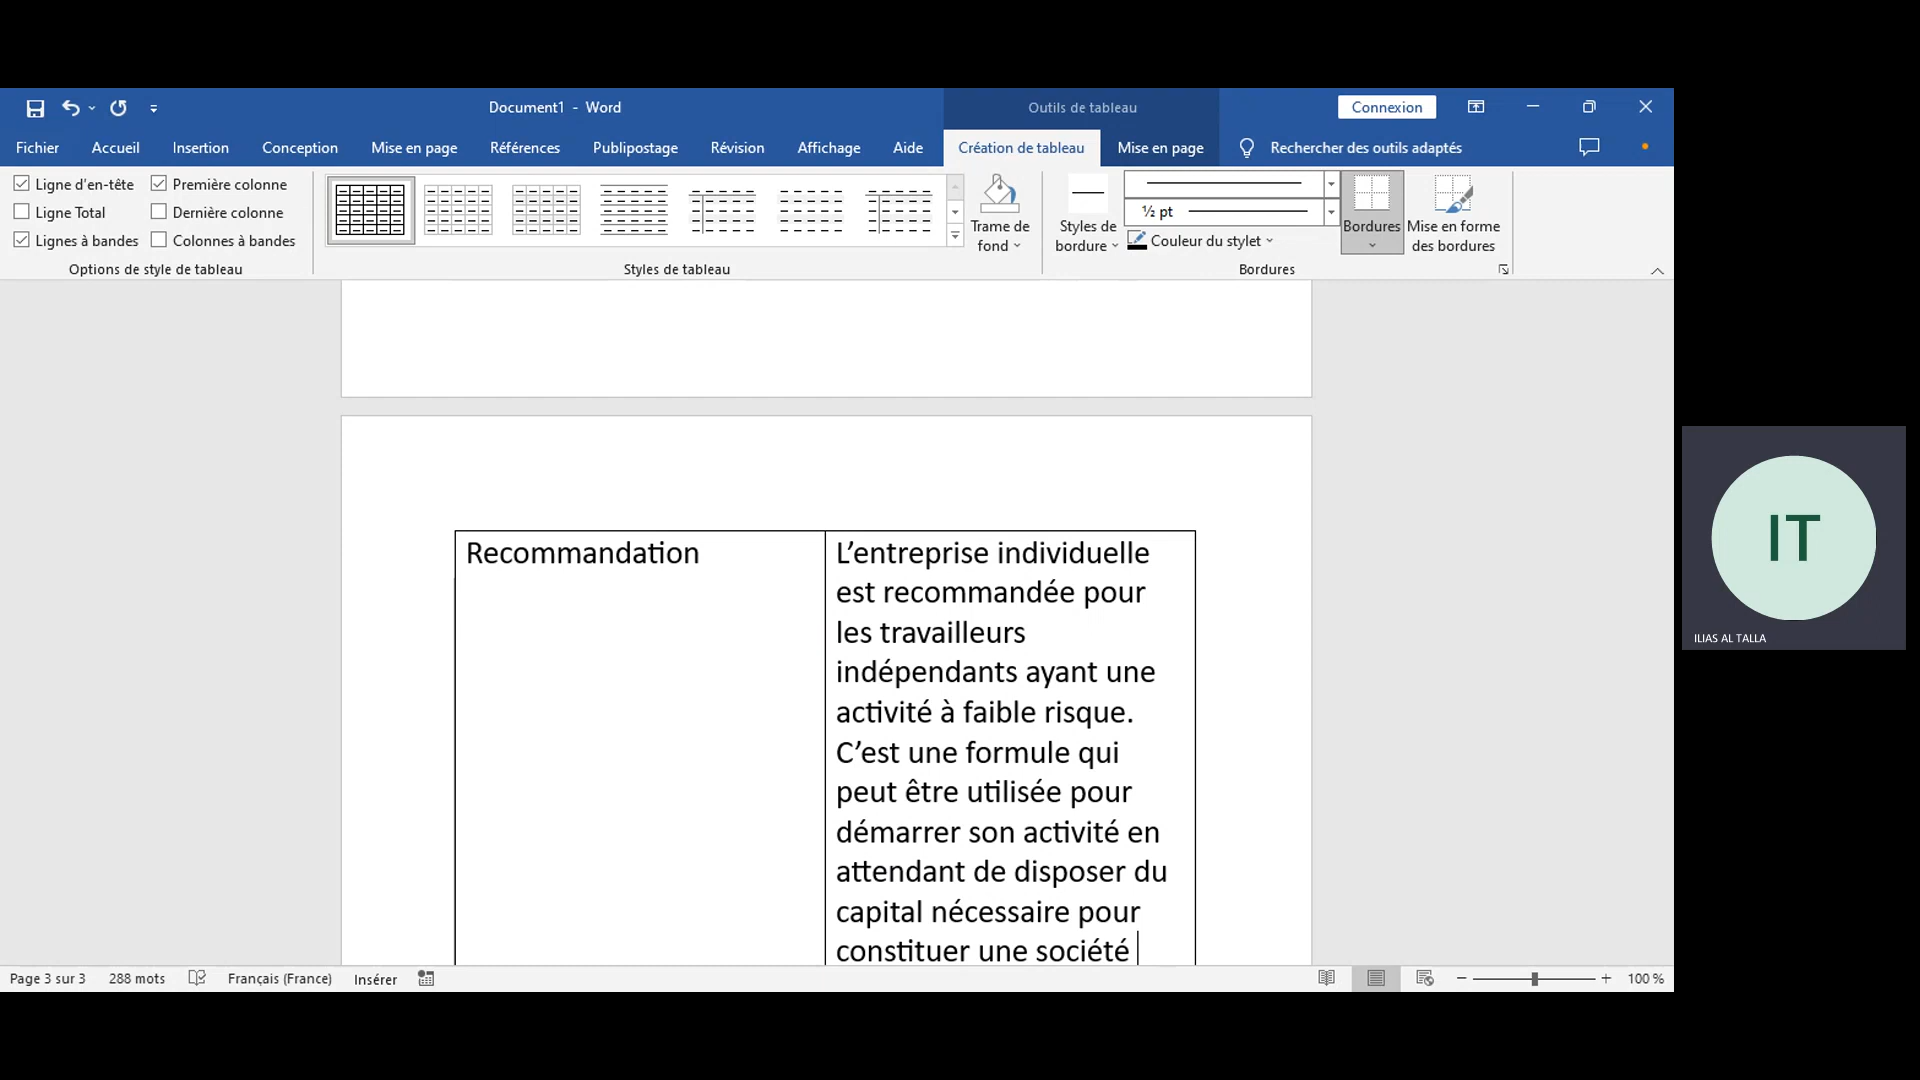 Document1 - Word
Outils de tableau
Connexion
Fichier
Accueil
Insertion
Conception
Mise en page
Références
Publipostage
Révision
Affichage
Aide
Création de tableau
Mise en page
Rechercher des outils adaptés
Ligne d'en-tête
Première colonne
Ligne Total
Dernière colonne
Lignes à bandes
Colonnes à bandes
Options de style de tableau
Styles de tableau
Trame de
fond
Styles de
bordure
½ pt
Couleur du stylet
Bordures
Mise en forme
des bordures
Bordures
Recommandation
L’entreprise individuelle
est recommandée pour
les travailleurs
indépendants ayant une
activité à faible risque.
C’est une formule qui
peut être utilisée pour
démarrer son activité en
attendant de disposer du
capital nécessaire pour
constituer une société
IT
ILIAS AL TALLA
Page 3 sur 3
288 mots
Français (France)
Insérer
100 %